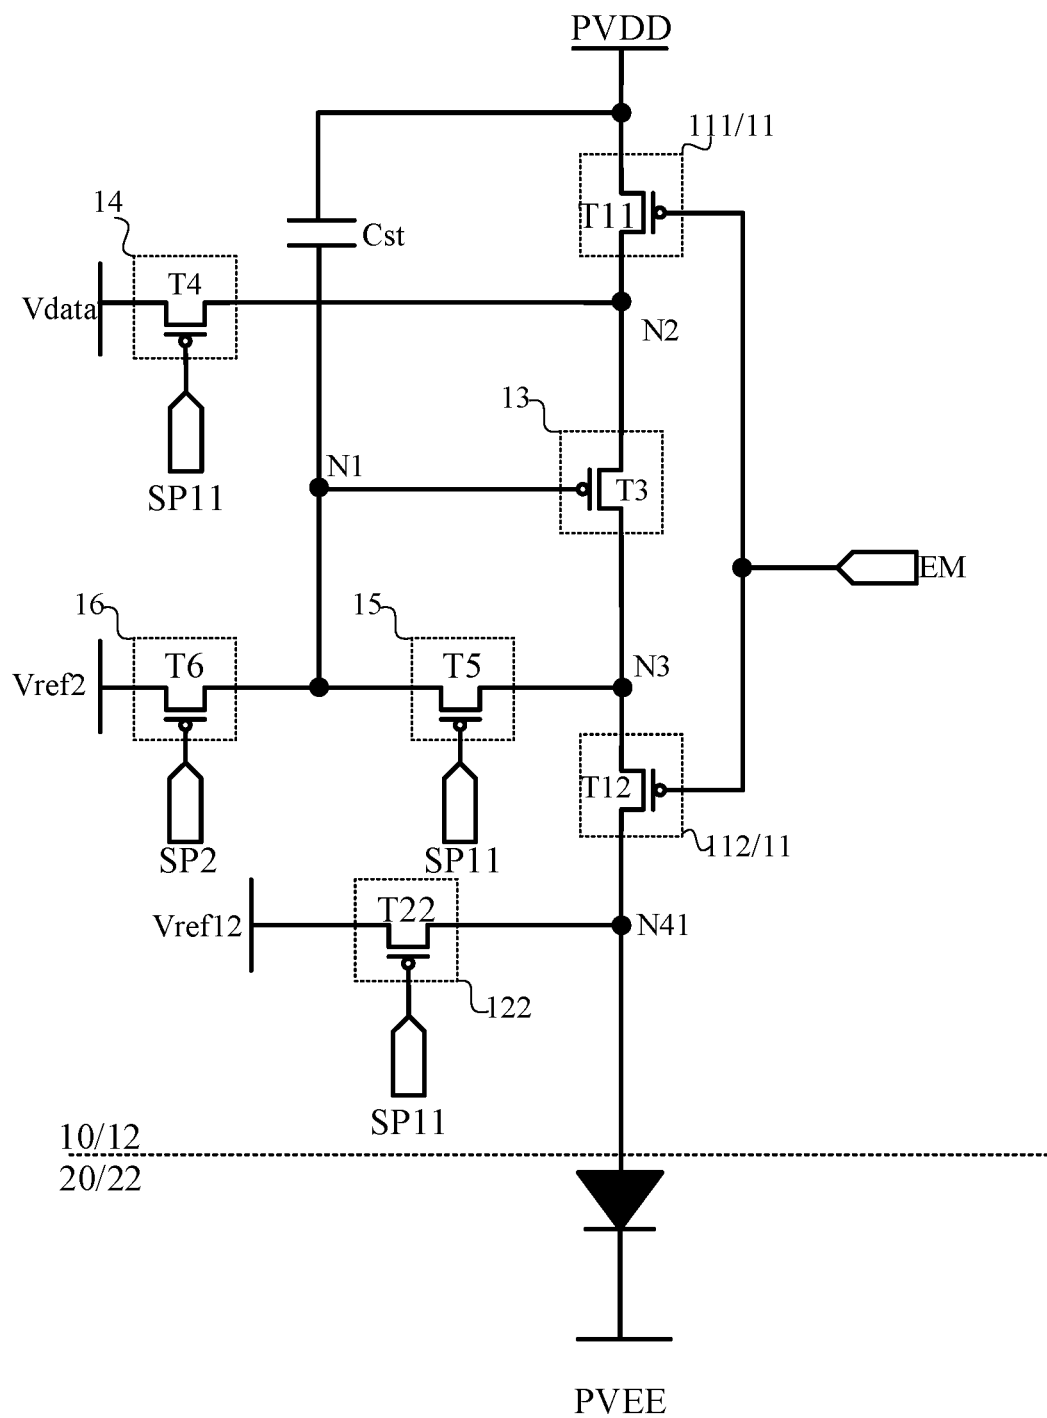 PVDD
111/11
14
T11
Cst
T4
Vdata
N2
13
N1
T3
SP11
EM
16
15
T6
T5
N3
Vref2
T12
SP2
SP11
112/11
T22
Vref12
N41
122
SP11
10/12
20/22
PVEE